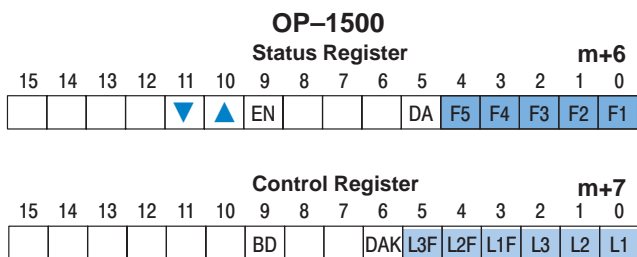 OP–1500
Status Register m+6
15 14 13 12 11 10 9 8 7 6 5 4 3 2 1 0
EN DA F5 F4 F3 F2 F1
Control Register m+7
15 14 13 12 11 10 9 8 7 6 5 4 3 2 1 0
BD DAK L3F L2F L1F L3 L2 L1